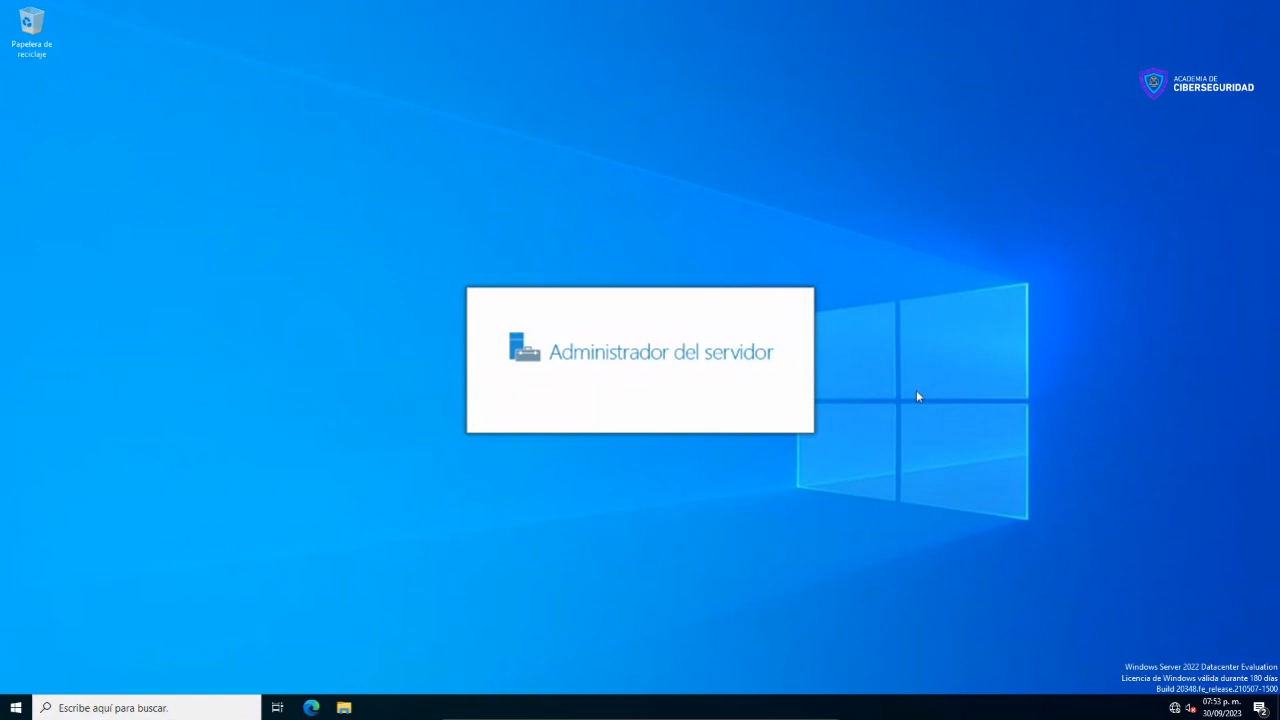 Papelera de
reciclaje
ACADEMIA DE
CIBERSEGURIDAD
Administrador del servidor
Windows Server 2022 Datacenter Evaluation
Licencia de Windows válida durante 180 días
Build 20348.fe_release.210507-1500
Escribe aquí para buscar.
07:53 p. m.
30/09/2023
2